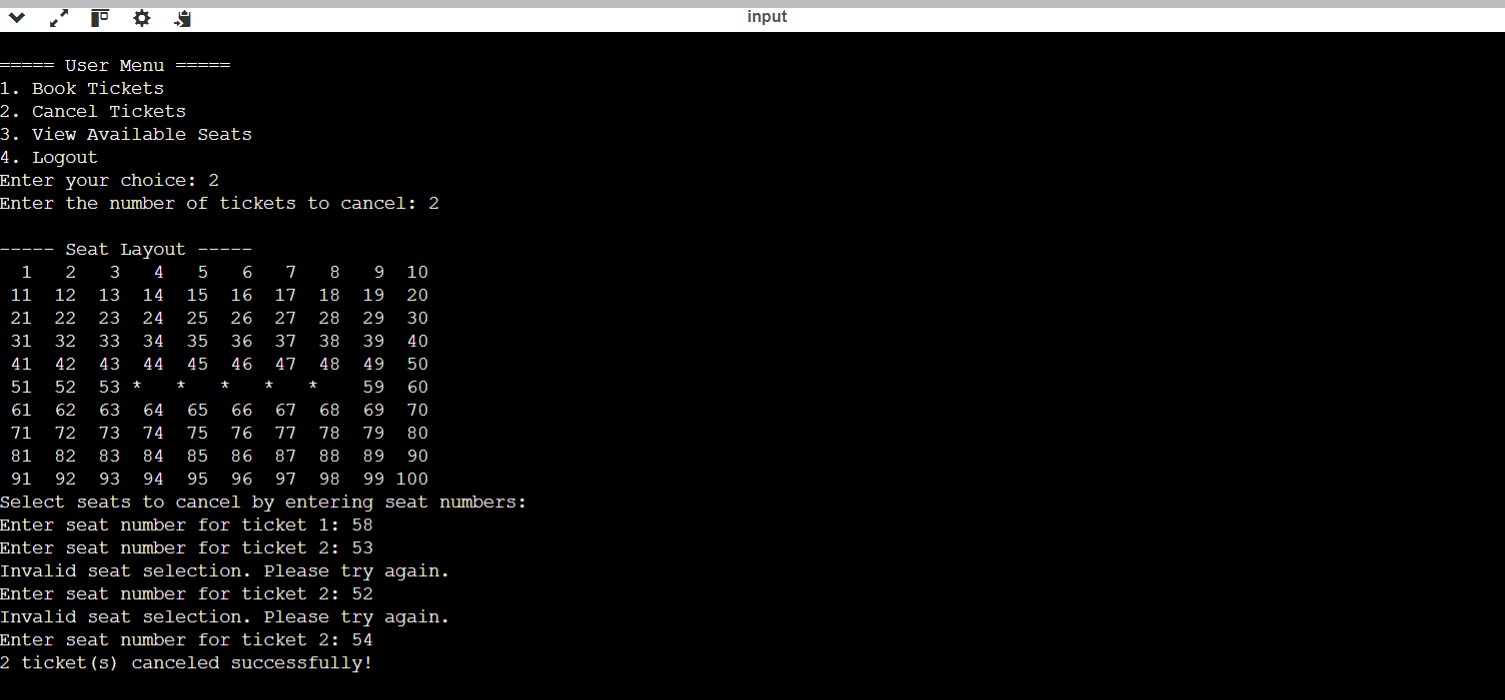 input
===== User Menu =====
1. Book Tickets
2. Cancel Tickets
3. View Available Seats
4. Logout
Enter your choice: 2
Enter the number of tickets to cancel: 2
----- Seat Layout -----
1 2 3 4 5 6 7 8 9 10
11 12 13 14 15 16 17 18 19 20
21 22 23 24 25 26 27 28 29 30
31 32 33 34 35 36 37 38 39 40
41 42 43 44 45 46 47 48 49 50
51 52 53 * * * * * 59 60
61 62 63 64 65 66 67 68 69 70
71 72 73 74 75 76 77 78 79 80
81 82 83 84 85 86 87 88 89 90
91 92 93 94 95 96 97 98 99 100
Select seats to cancel by entering seat numbers:
Enter seat number for ticket 1: 58
Enter seat number for ticket 2: 53
Invalid seat selection. Please try again.
Enter seat number for ticket 2: 52
Invalid seat selection. Please try again.
Enter seat number for ticket 2: 54
2 ticket(s) canceled successfully!